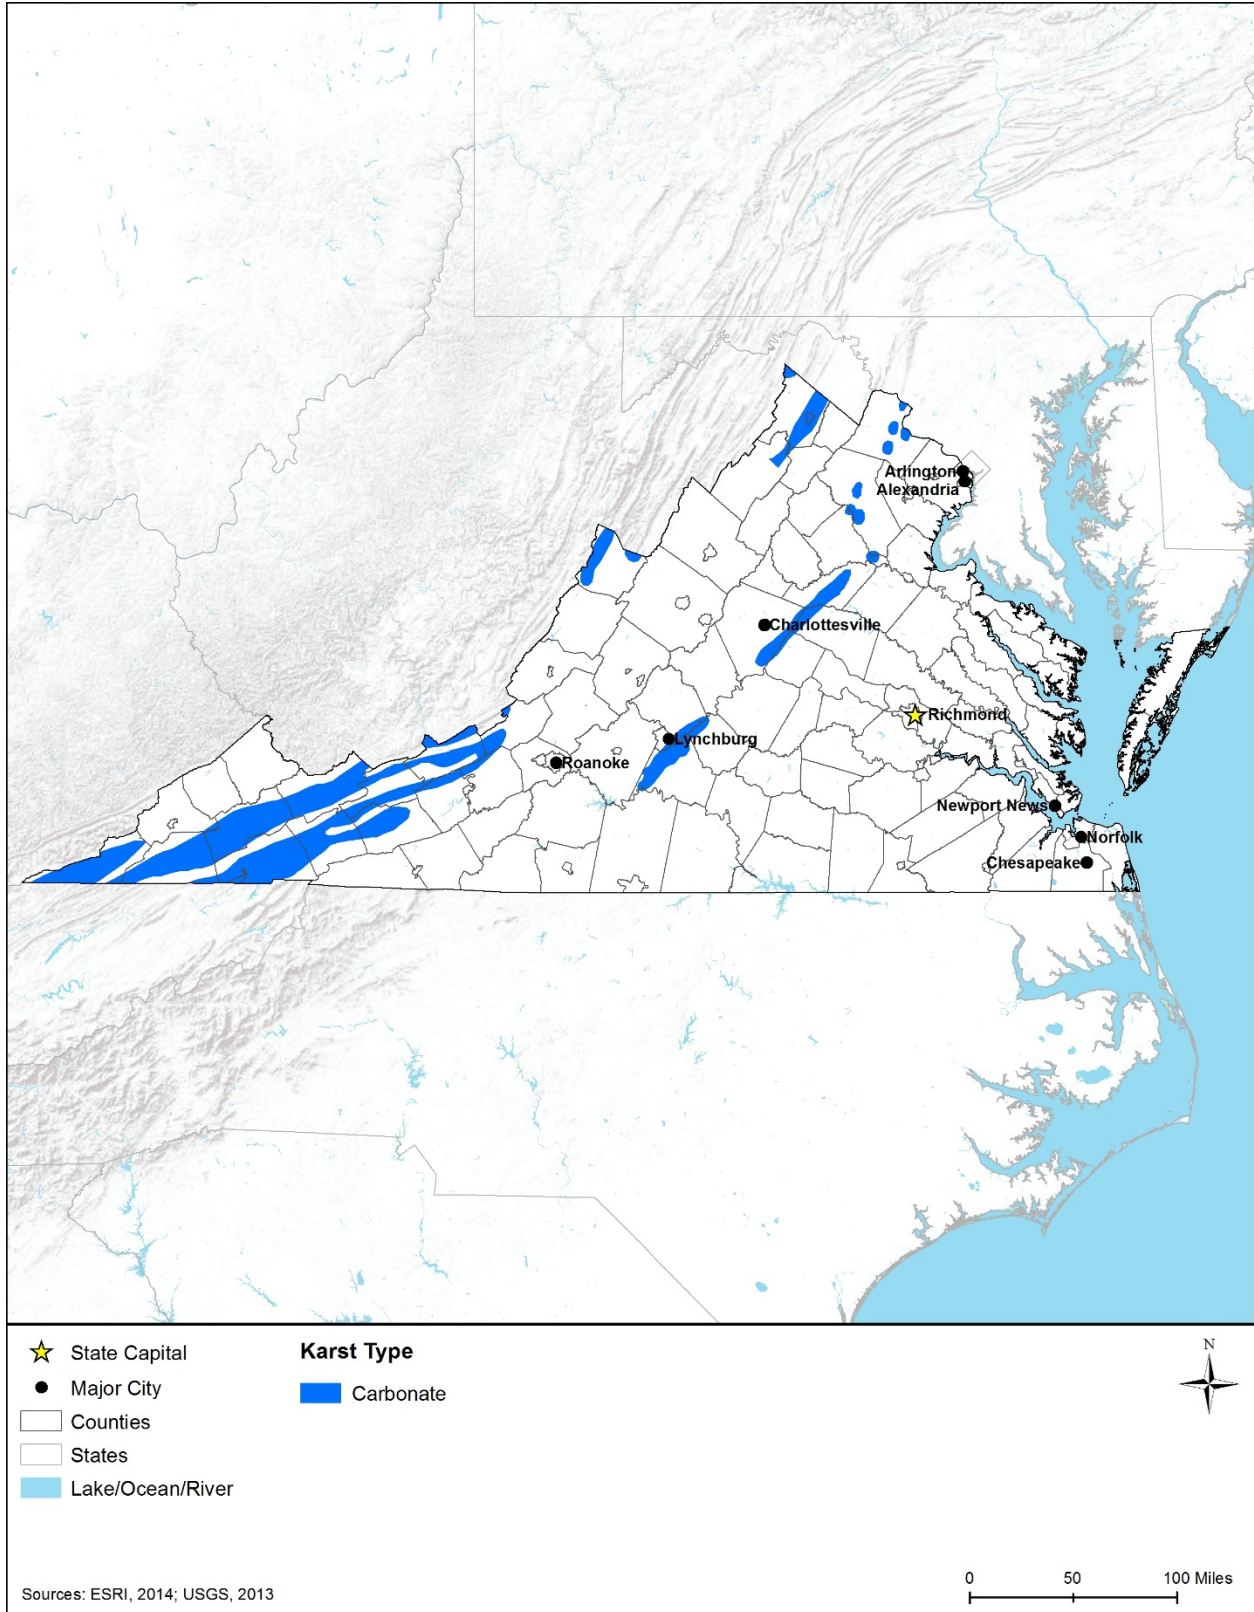 Arlington
Alexandria
Charlottesville
Richmond
Lynchburg
Roanoke
Newport News
Norfolk
Chesapeake
State Capital
Major City
Counties
States
Lake/Ocean/River
Karst Type
Carbonate
N
Sources: ESRI, 2014; USGS, 2013
0 50 100 Miles